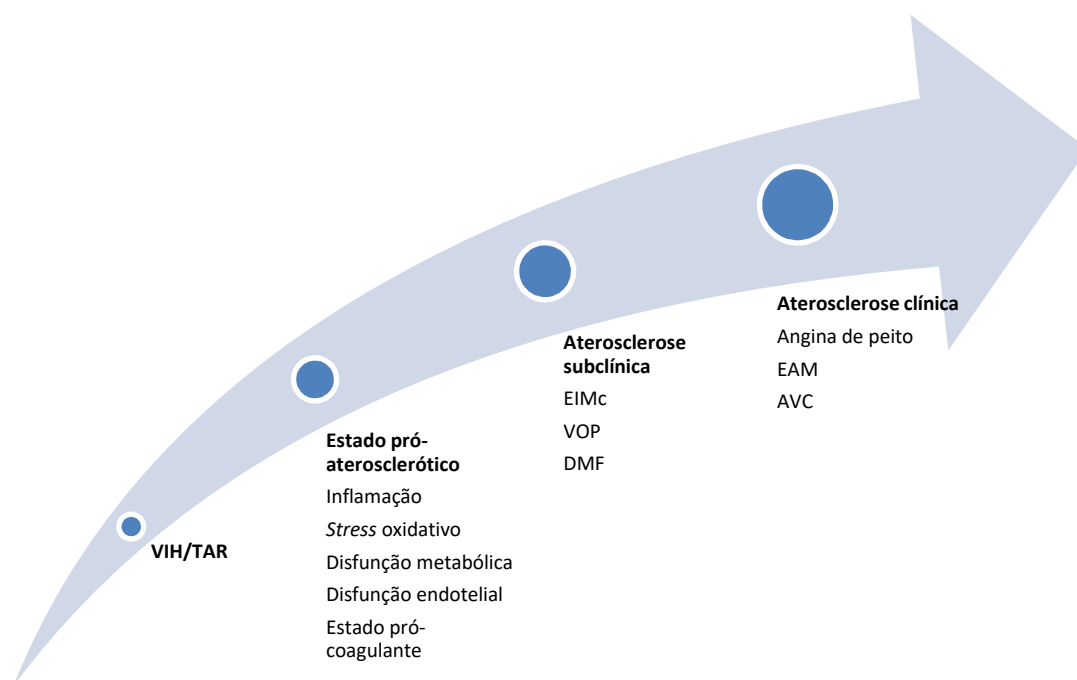 VIH/TAR
Estado pró-
aterosclerótico
Inflamação
Stress oxidativo
Disfunção metabólica
Disfunção endotelial
Estado pró-
coagulante
Aterosclerose
subclínica
EIMc
VOP
DMF
Aterosclerose clínica
Angina de peito
EAM
AVC